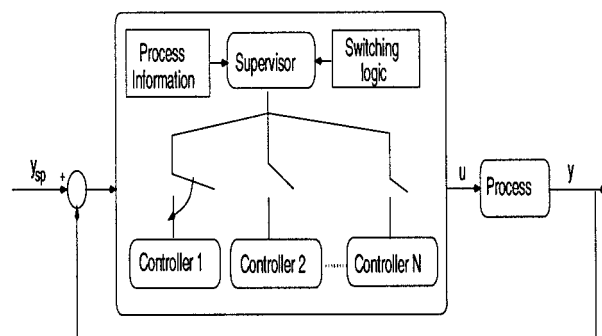 Process
Information
Supervisor
Switching
logic
y_sp
+
u
Process
y
Controller 1
Controller 2
Controller N